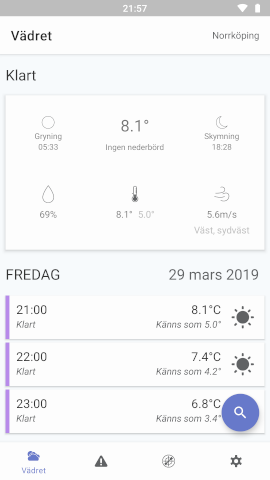 21:57
Vädret Norrköping
Klart
8.1°
Gryning Skymning
05:33 Ingen nederbörd 18:28
69% 8.1° 5.0° 5.6m/s
Väst, sydväst
FREDAG 29 mars 2019
21:00 8.1°C
Klart Känns som 5.0°
22:00 7.4°C
Klart Känns som 4.2°
23:00 6.8°C
Klart Känns som 3.4°
Vädret